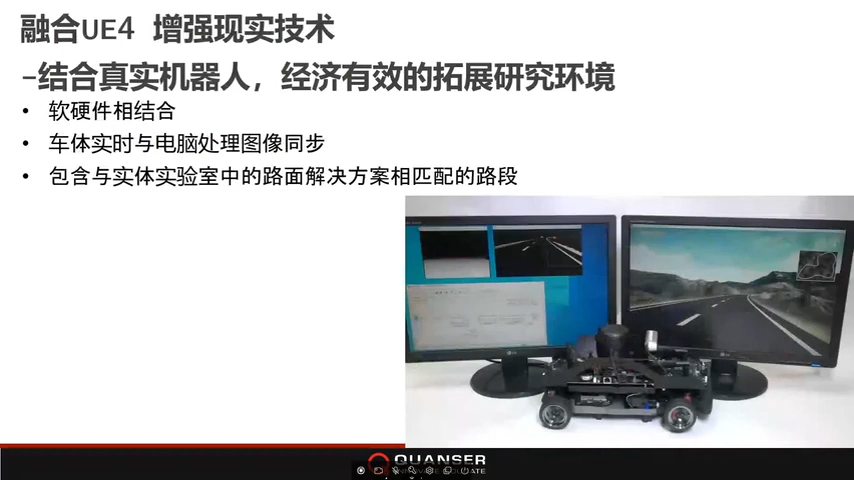 融合UE4 增强现实技术
-结合真实机器人，经济有效的拓展研究环境
• 软硬件相结合
• 车体实时与电脑处理图像同步
• 包含与实体实验室中的路面解决方案相匹配的路段
QUANSER